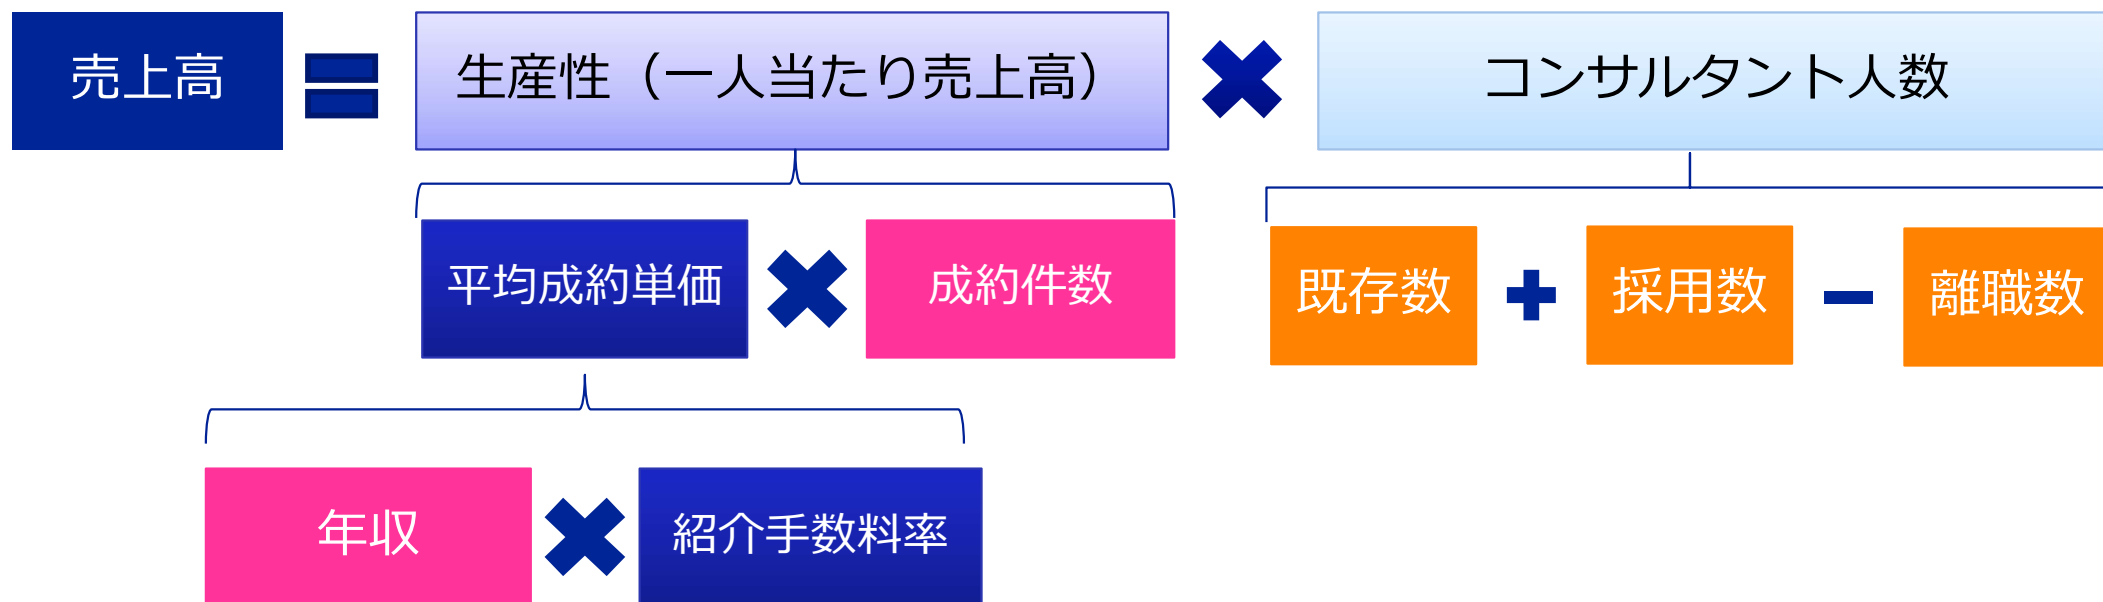 売上高
生産性（一人当たり売上高）
コンサルタント人数
平均成約単価
成約件数
既存数
採用数
離職数
年収
紹介手数料率